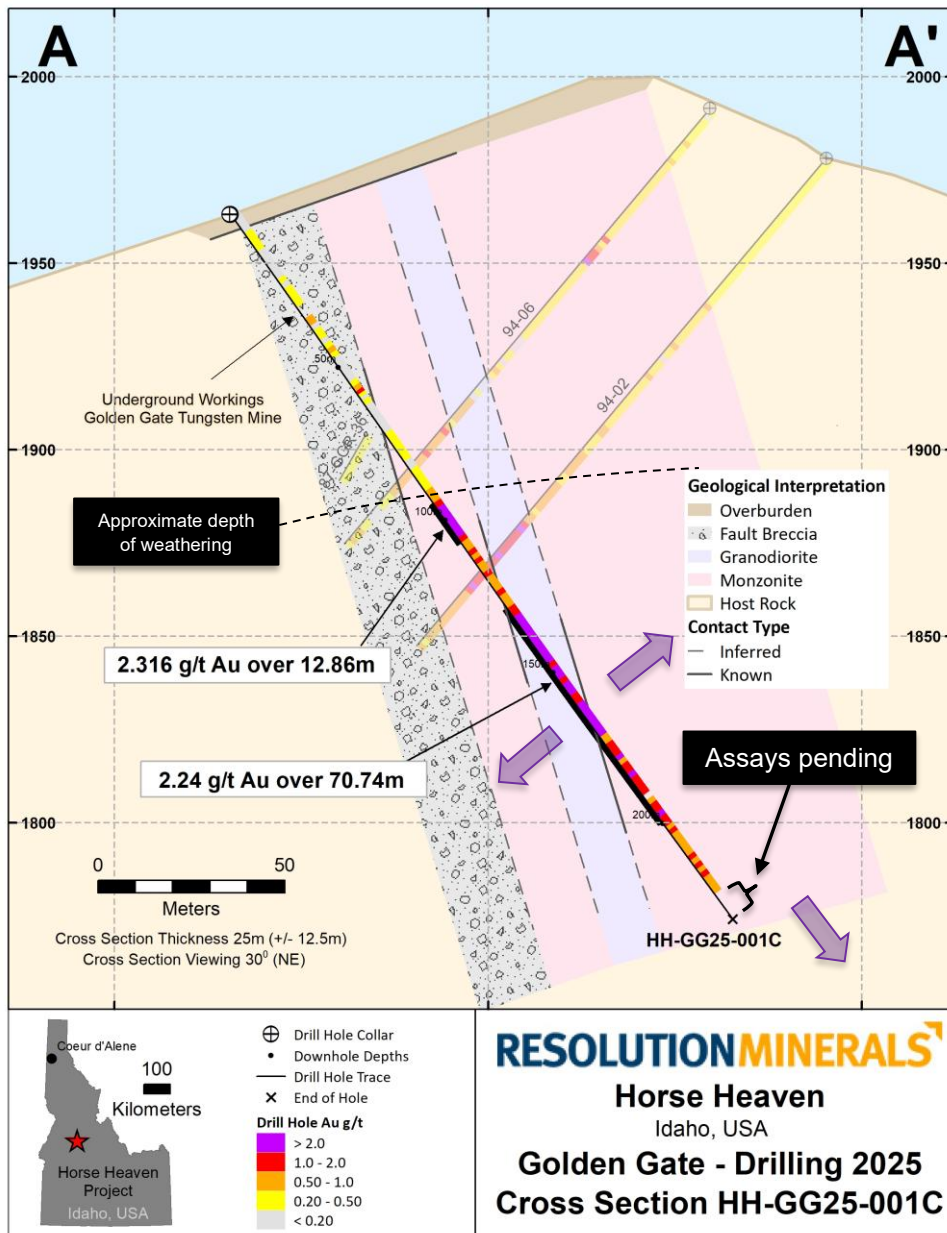 A
A'
2000
2000
1950
1950
1900
1900
1850
1850
1800
1800
94-06
94-02
50m
100
150
200
Underground Workings
Golden Gate Tungsten Mine
Approximate depth
of weathering
2.316 g/t Au over 12.86m
2.24 g/t Au over 70.74m
Geological Interpretation
Overburden
Fault Breccia
Granodiorite
Monzonite
Host Rock
Contact Type
Inferred
Known
Assays pending
HH-GG25-001C
0
50
Meters
Cross Section Thickness 25m (+/- 12.5m)
Cross Section Viewing 30⁰ (NE)
Coeur d'Alene
100
Kilometers
Horse Heaven
Project
Idaho, USA
Drill Hole Collar
Downhole Depths
Drill Hole Trace
End of Hole
Drill Hole Au g/t
> 2.0
1.0 - 2.0
0.50 - 1.0
0.20 - 0.50
< 0.20
RESOLUTIONMINERALS
Horse Heaven
Idaho, USA
Golden Gate - Drilling 2025
Cross Section HH-GG25-001C